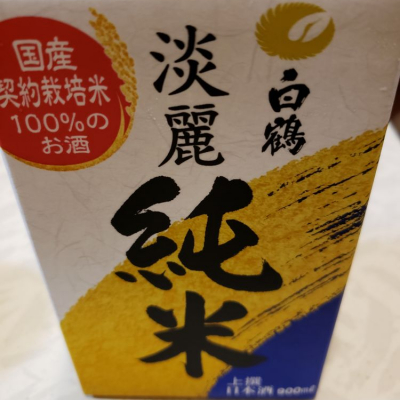 国産
契約栽培米
100%の
お酒
白鶴
淡麗
純米
上撰
日本酒 900ml